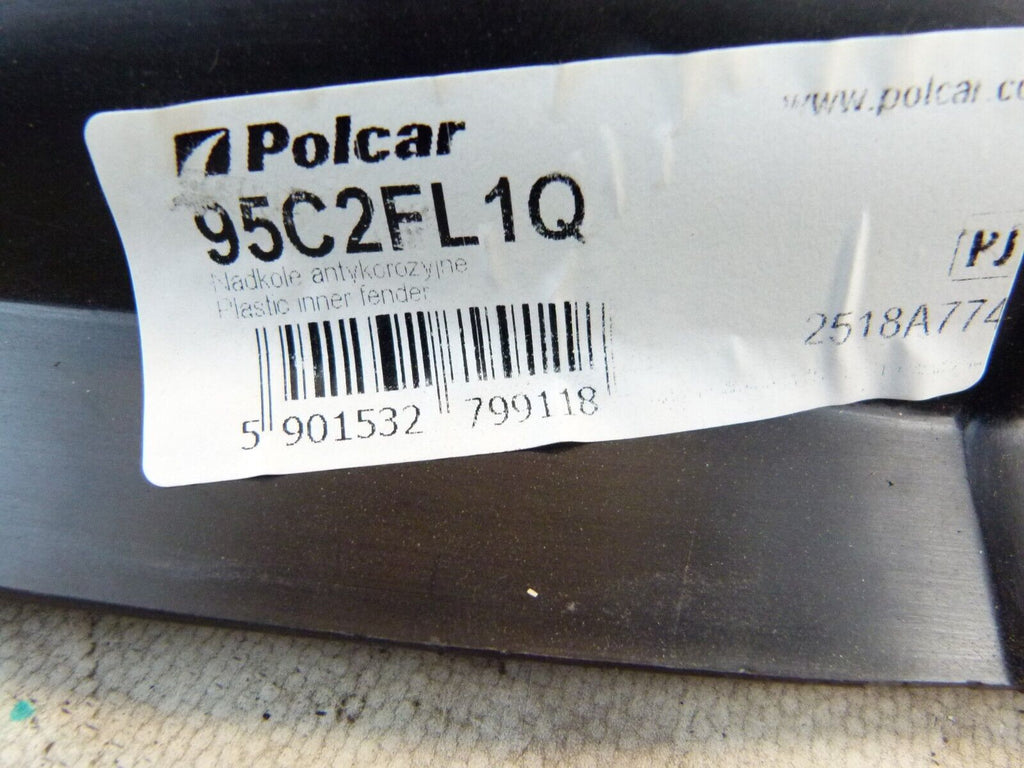 Polcar
www.polcar.co
95C2FL1Q
PJ
Nadkole antykorozyjne
Plastic inner fender
2518A774
5 901532 799118